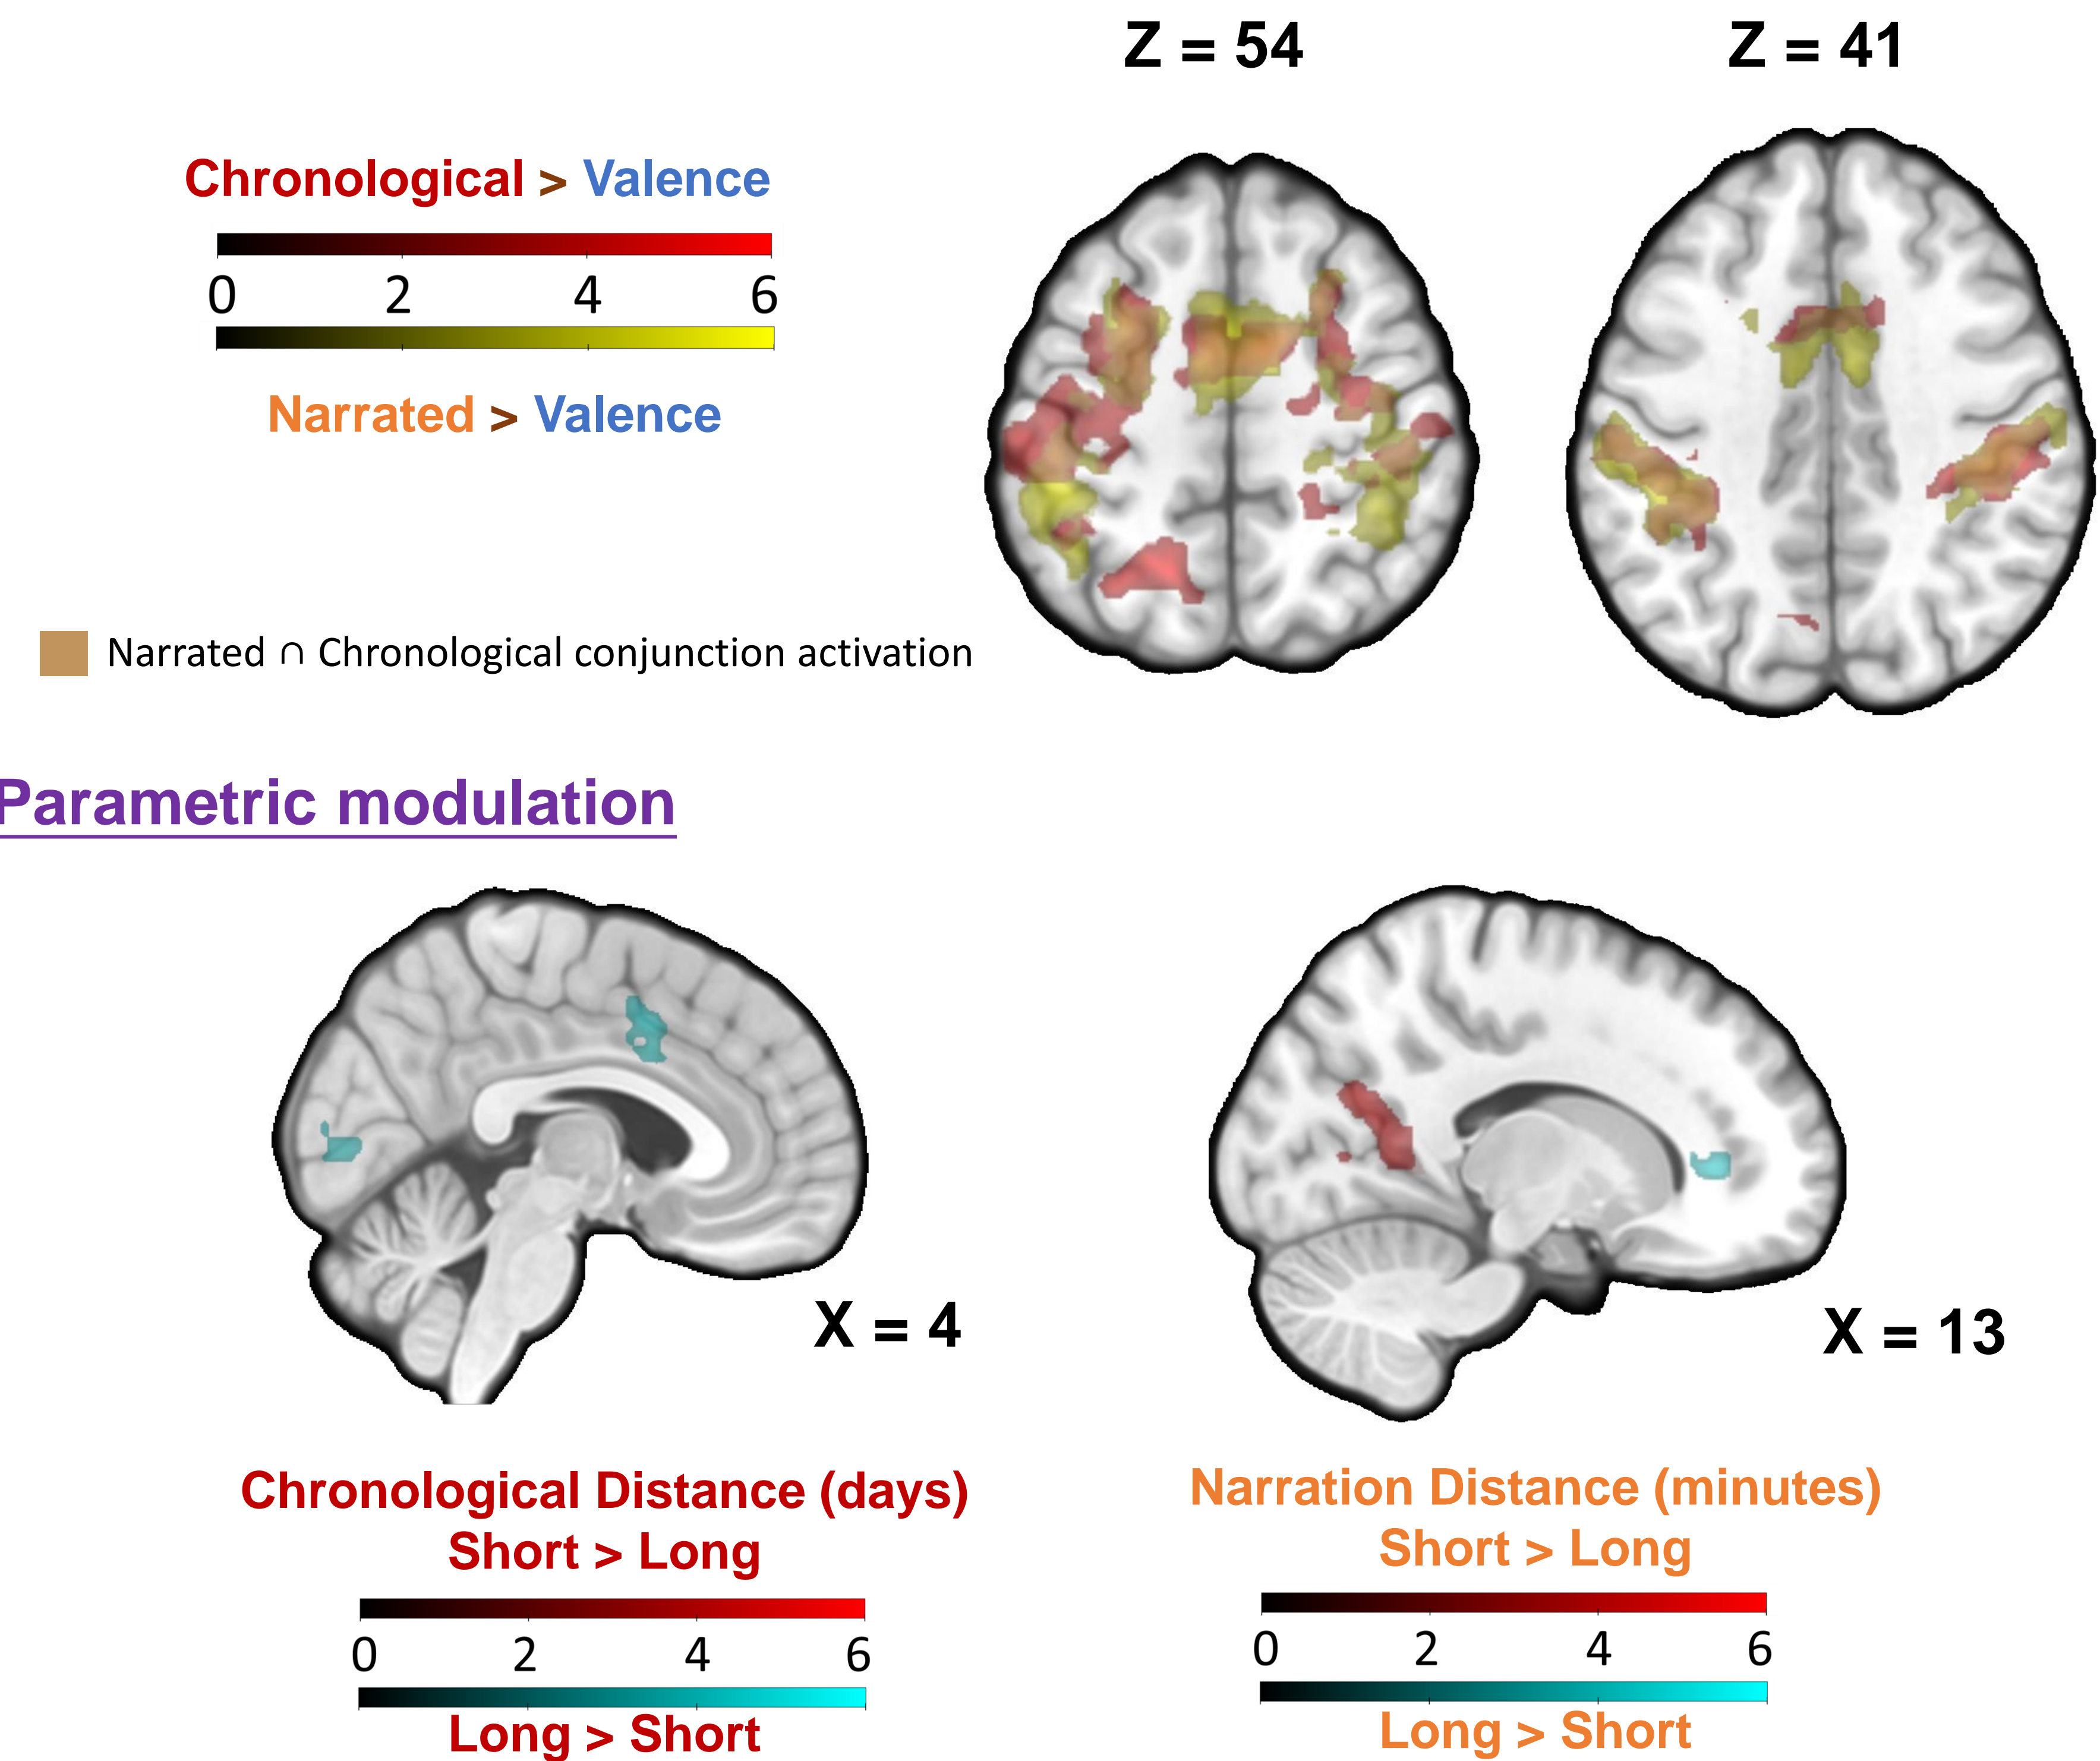 Z = 54
Z = 41
Chronological > Valence
0 2 4 6
Narrated > Valence
Narrated ∩ Chronological conjunction activation
Parametric modulation
X = 4
X = 13
Chronological Distance (days)
Short > Long
0 2 4 6
Long > Short
Narration Distance (minutes)
Short > Long
0 2 4 6
Long > Short